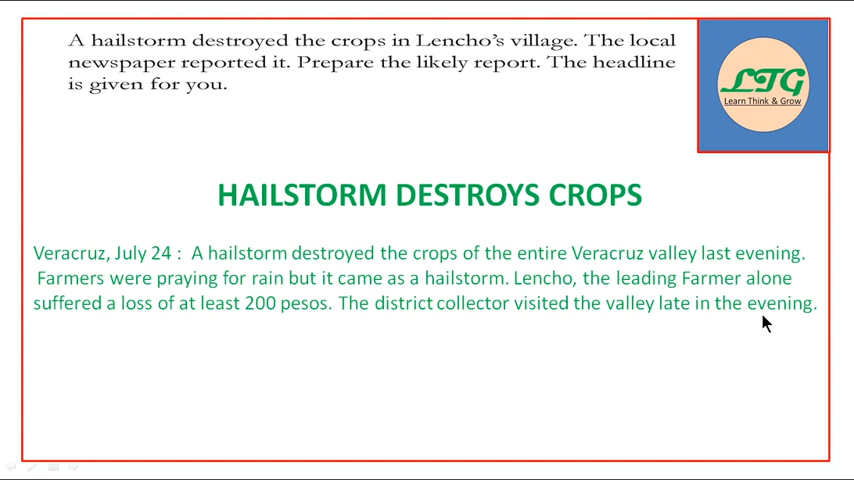 A hailstorm destroyed the crops in Lencho's village. The local
newspaper reported it. Prepare the likely report. The headline
is given for you.
LTG
Learn Think & Grow
HAILSTORM DESTROYS CROPS
Veracruz, July 24 : A hailstorm destroyed the crops of the entire Veracruz valley last evening.
Farmers were praying for rain but it came as a hailstorm. Lencho, the leading Farmer alone
suffered a loss of at least 200 pesos. The district collector visited the valley late in the evening.